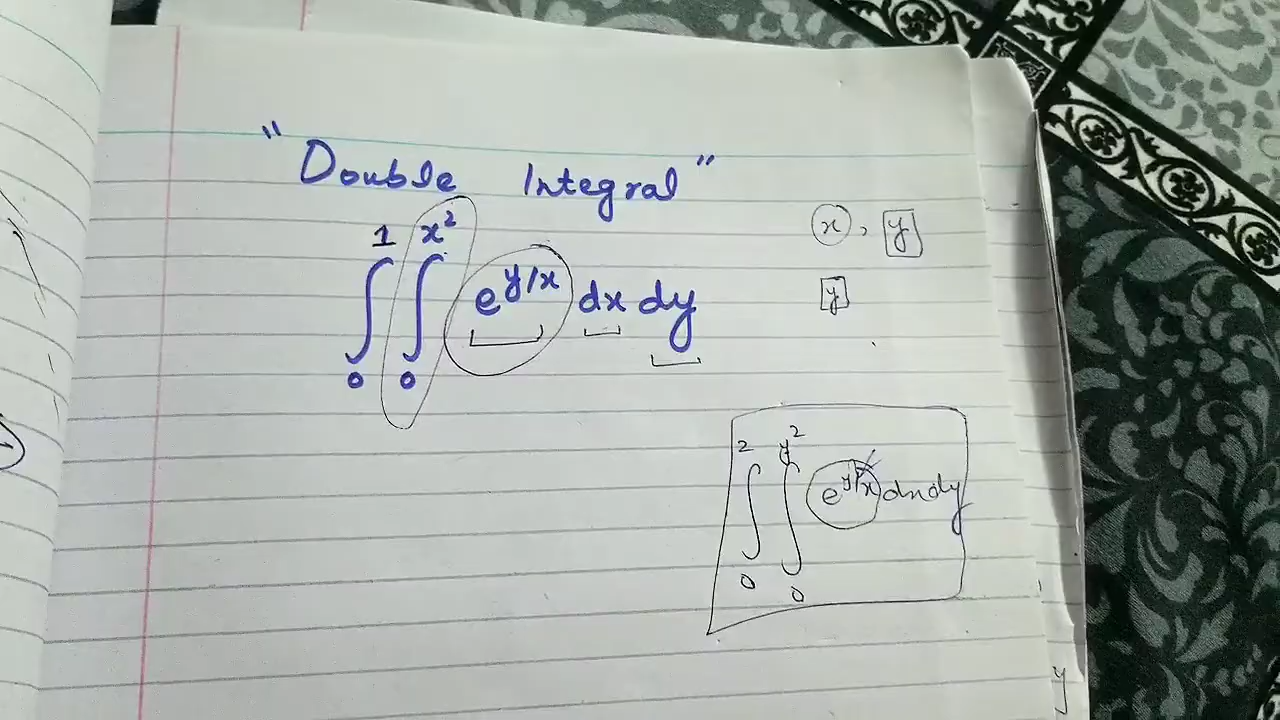 "Double Integral"
∫₀¹ ∫₀^{x²} e^{y/x} dx dy
x, y
y
∫₀² ∫₀^{y²} e^{y/x} dx dy
y